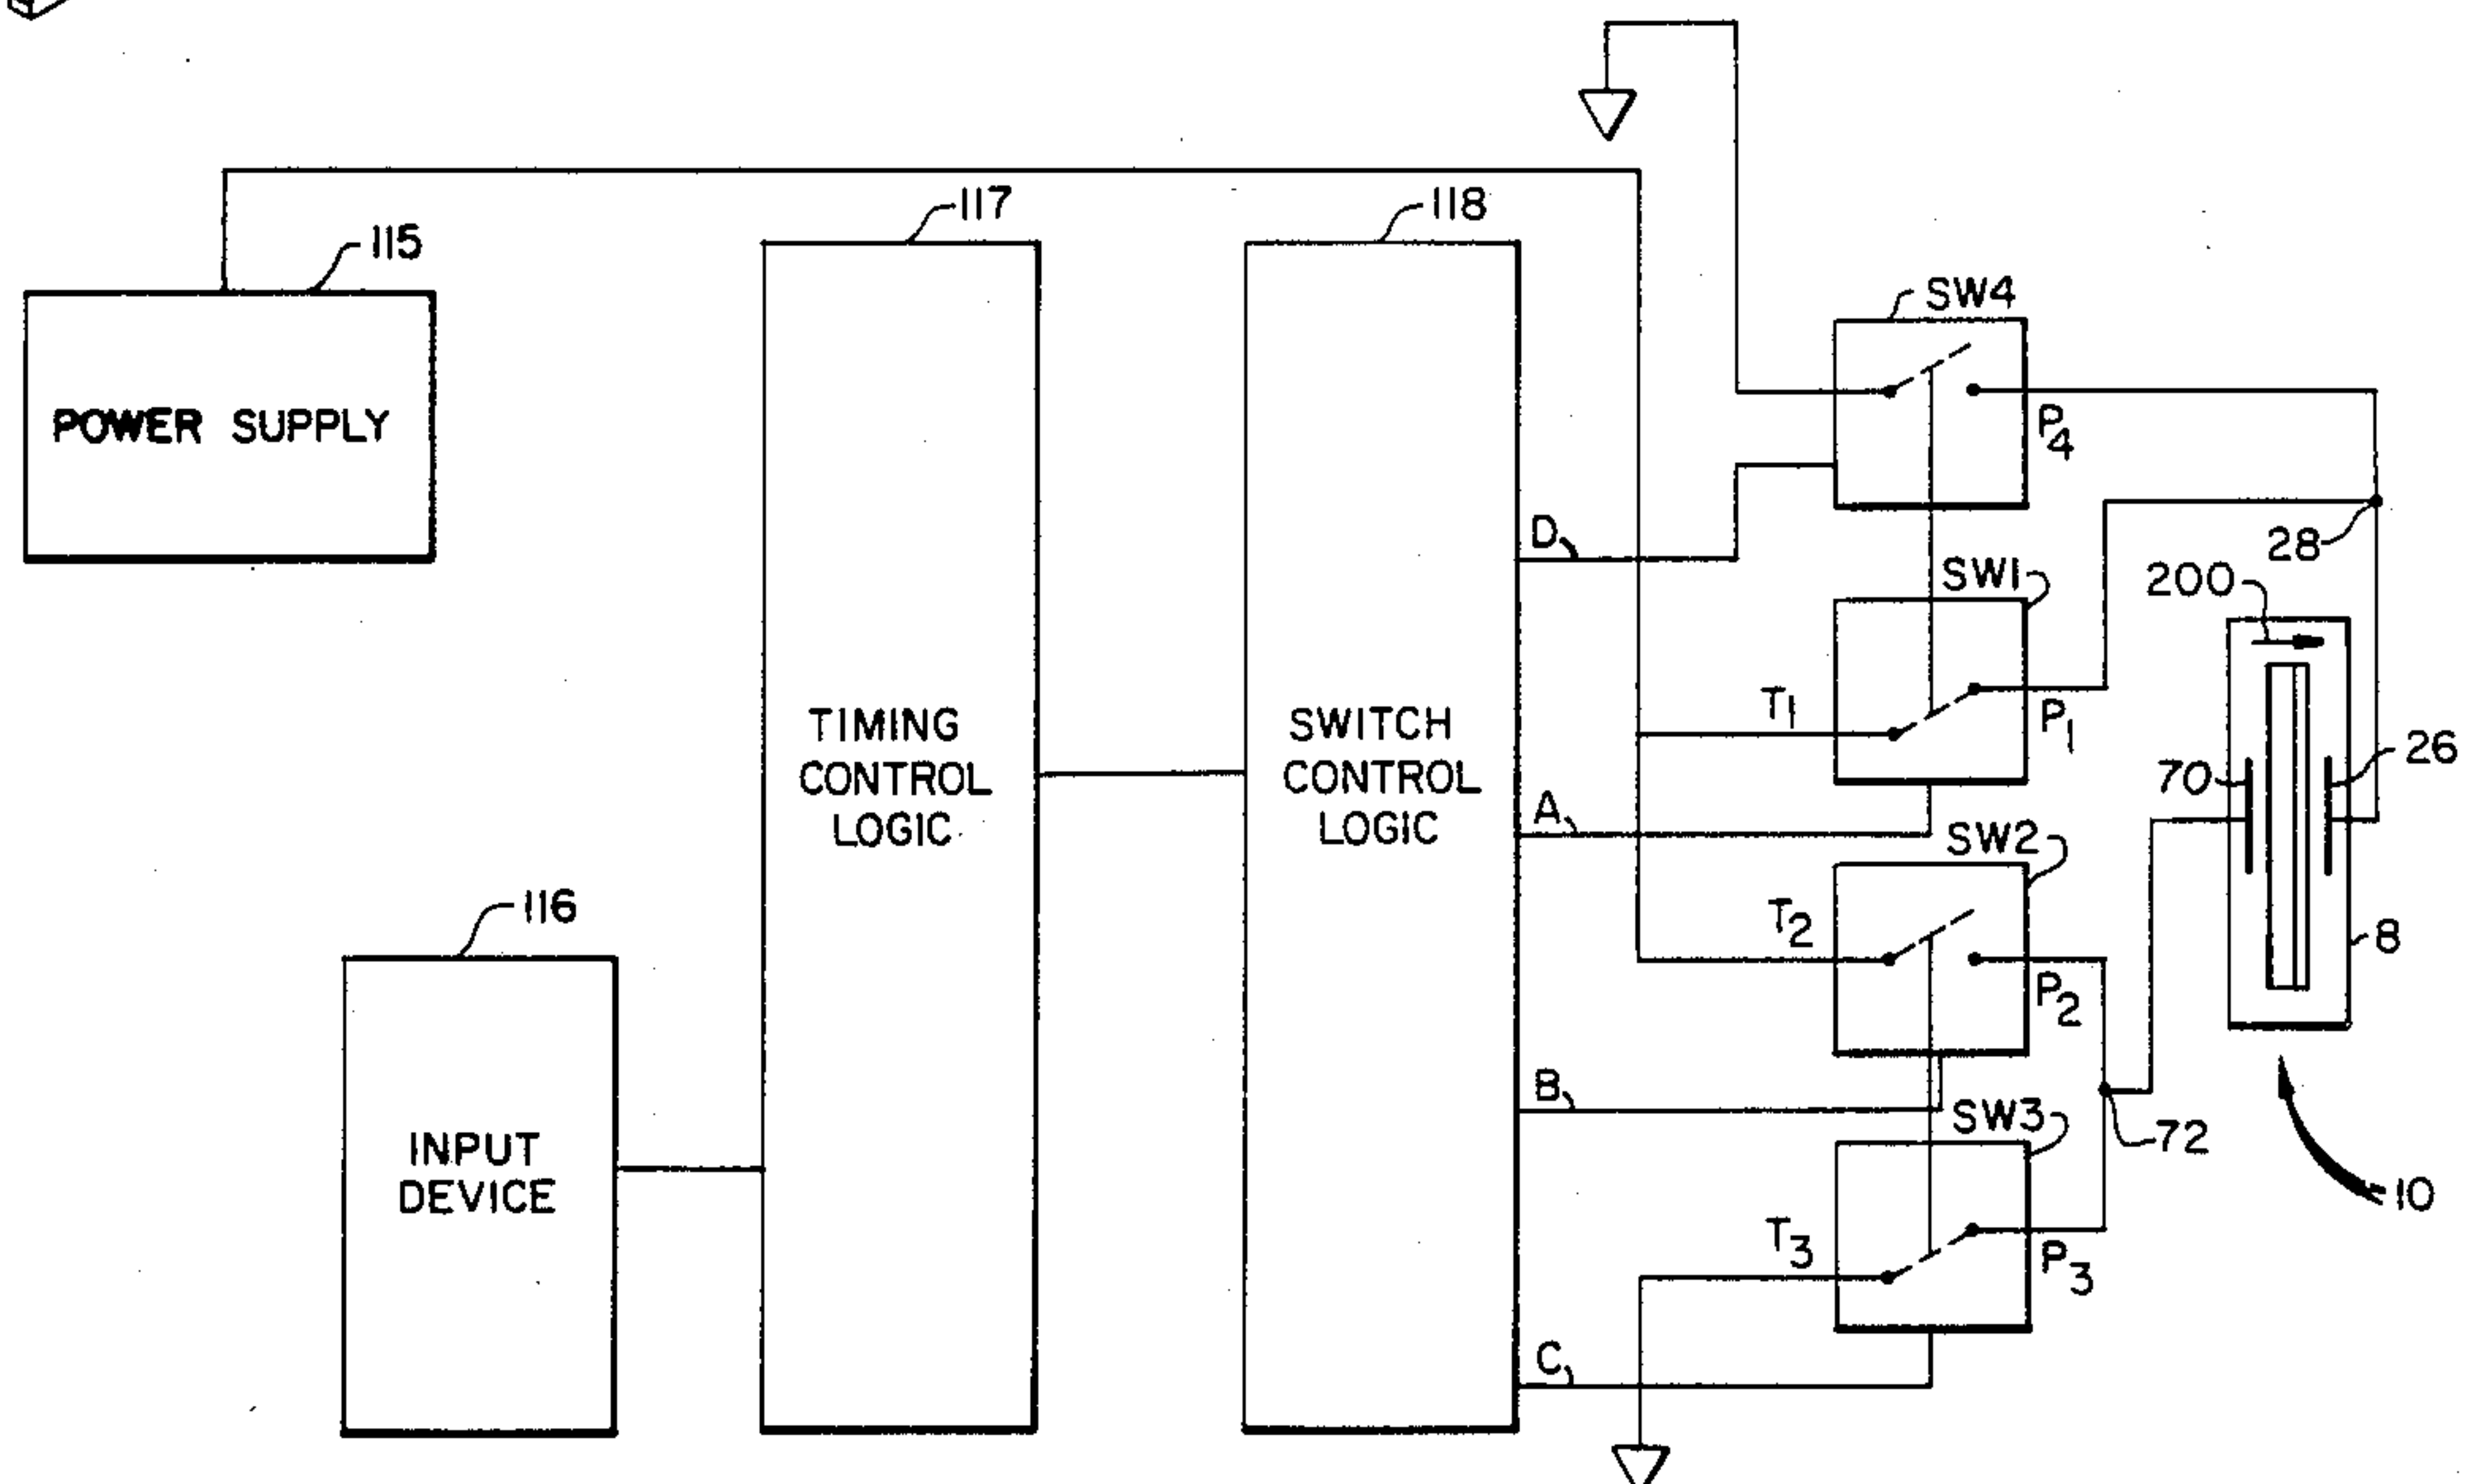 117
118
115
SW4
POWER SUPPLY
P4
D
28
SW1
200
T1
P1
26
TIMING
CONTROL
LOGIC
SWITCH
CONTROL
LOGIC
70
A
SW2
116
T2
8
P2
B
SW3
72
INPUT
DEVICE
10
T3
P3
C